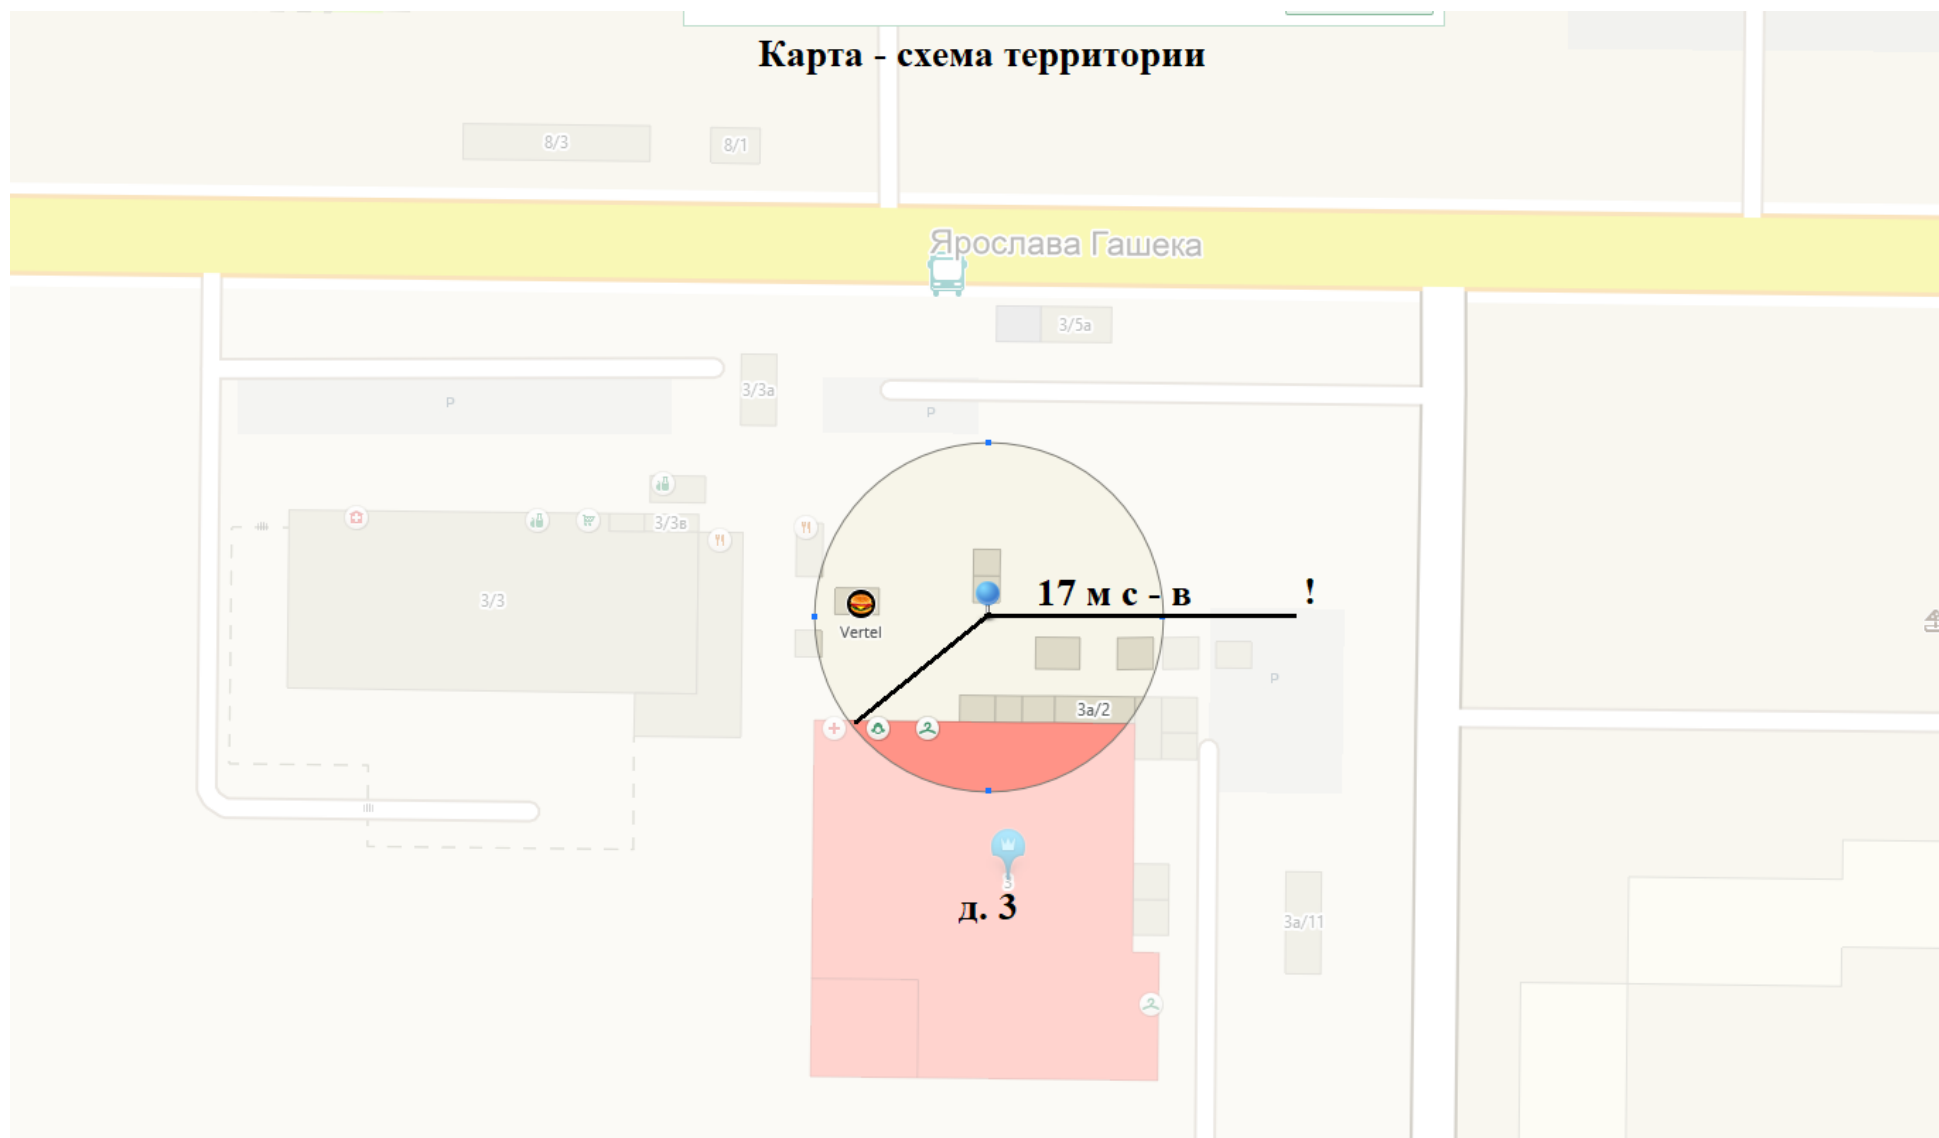 Карта - схема территории
8/3
8/1
Ярослава Гашека
3/5а
3/3а
P
P
3/3в
3/3
17 м с - в
!
Vertel
P
3а/2
3
д. 3
3а/11